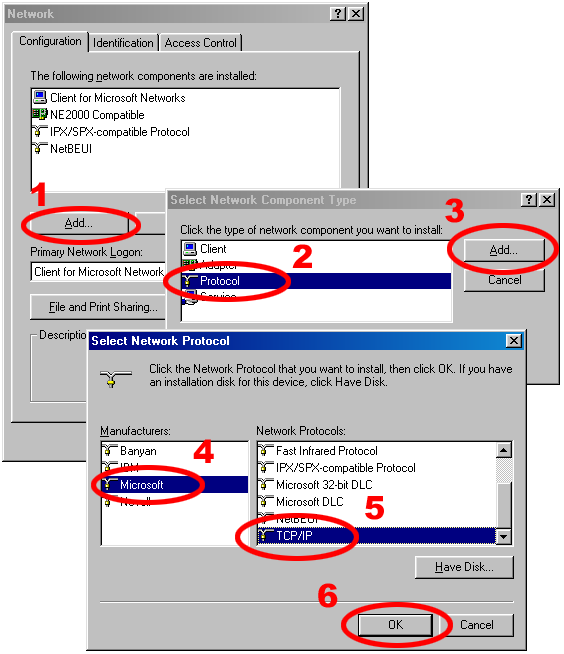 Network
Configuration
Identification
Access Control
The following network components are installed:
Client for Microsoft Networks
NE2000 Compatible
IPX/SPX-compatible Protocol
NetBEUI
1
Add...
Primary Network Logon:
Client for Microsoft Network
File and Print Sharing...
Descriptio
Select Network Component Type
3
Click the type of network component you want to install:
Client
2
Adapter
Protocol
Service
Add...
Cancel
Select Network Protocol
Click the Network Protocol that you want to install, then click OK. If you have
an installation disk for this device, click Have Disk.
Manufacturers:
4
Banyan
IBM
Microsoft
Novell
Network Protocols:
Fast Infrared Protocol
IPX/SPX-compatible Protocol
Microsoft 32-bit DLC
Microsoft DLC
5
NetBEUI
TCP/IP
Have Disk...
6
OK
Cancel